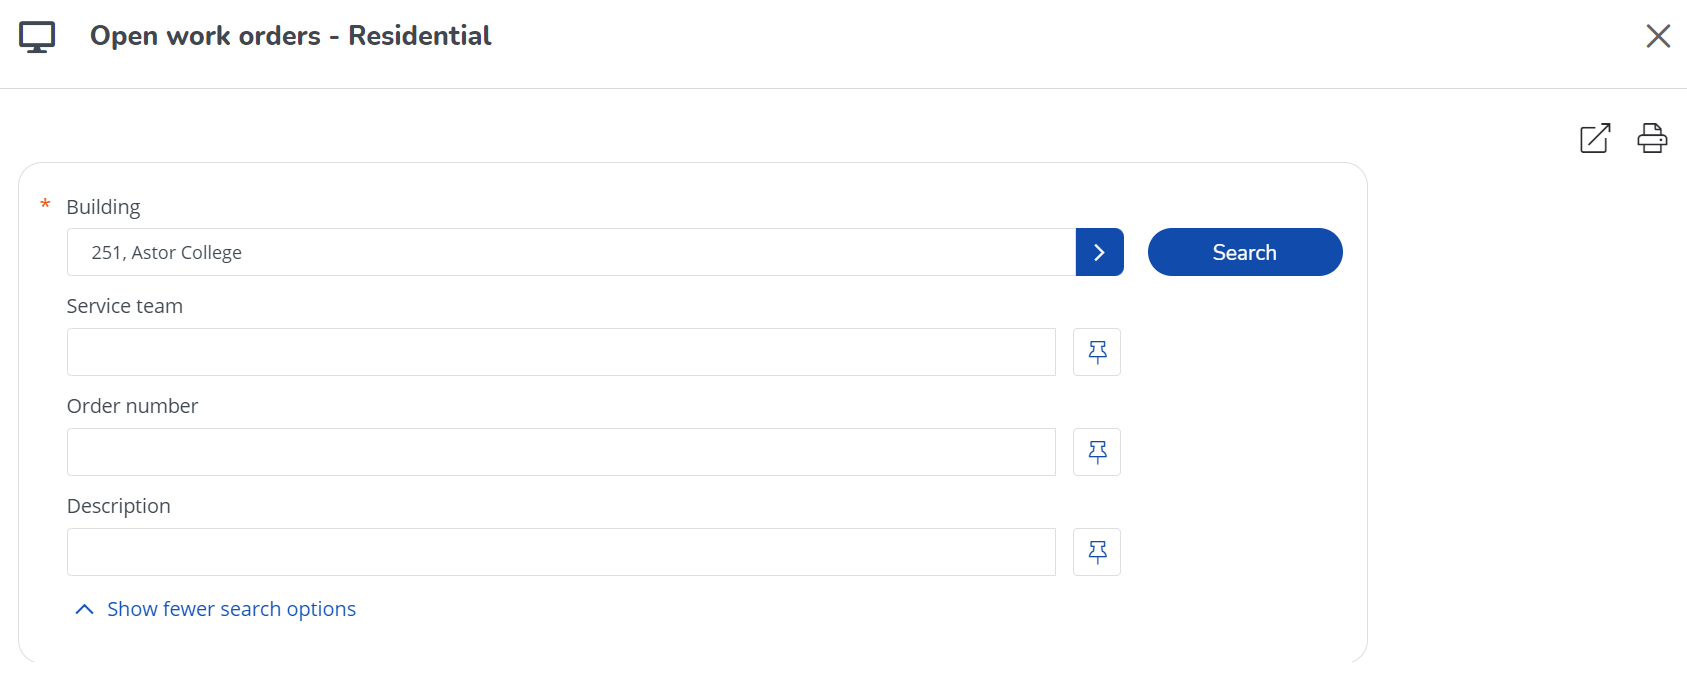 Open work orders - Residential
* Building
251, Astor College
Search
Service team
Order number
Description
Show fewer search options